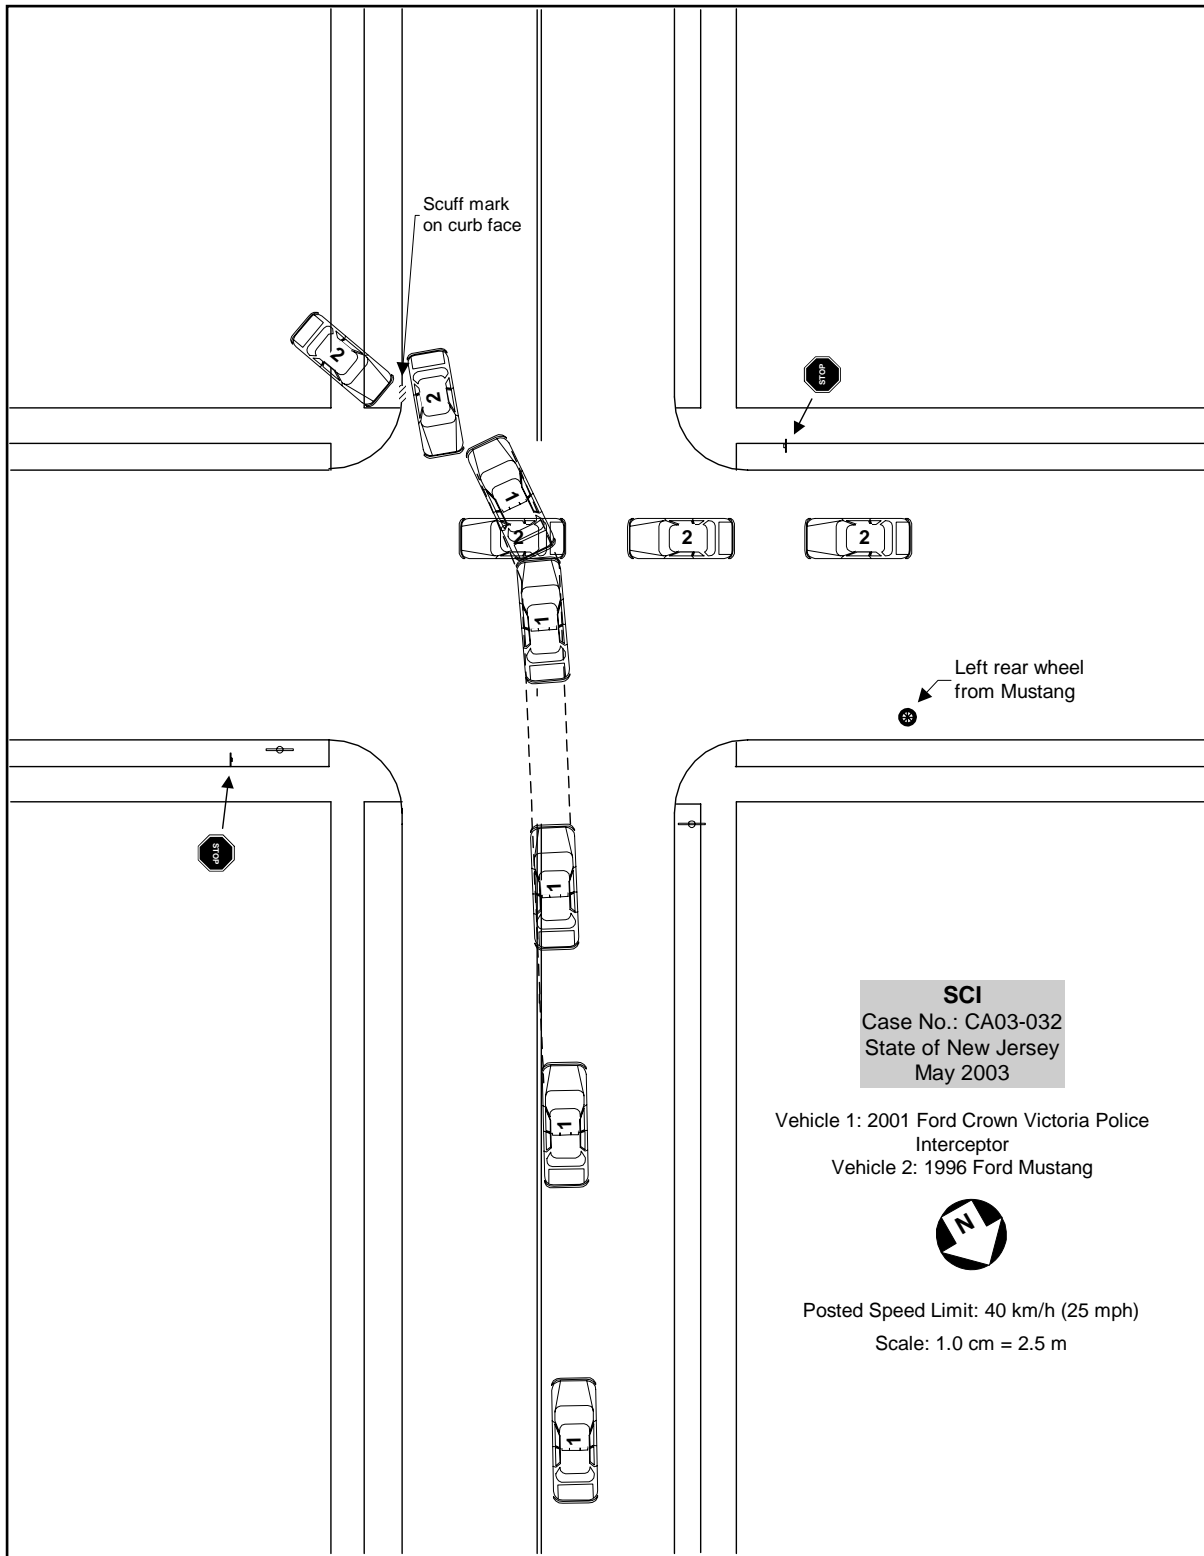 Scuff mark
on curb face
2
2
STOP
1
2
2
2
1
Left rear wheel
from Mustang
STOP
1
SCI
Case No.: CA03-032
State of New Jersey
May 2003
1
Vehicle 1: 2001 Ford Crown Victoria Police
Interceptor
Vehicle 2: 1996 Ford Mustang
N
Posted Speed Limit: 40 km/h (25 mph)
Scale: 1.0 cm = 2.5 m
1